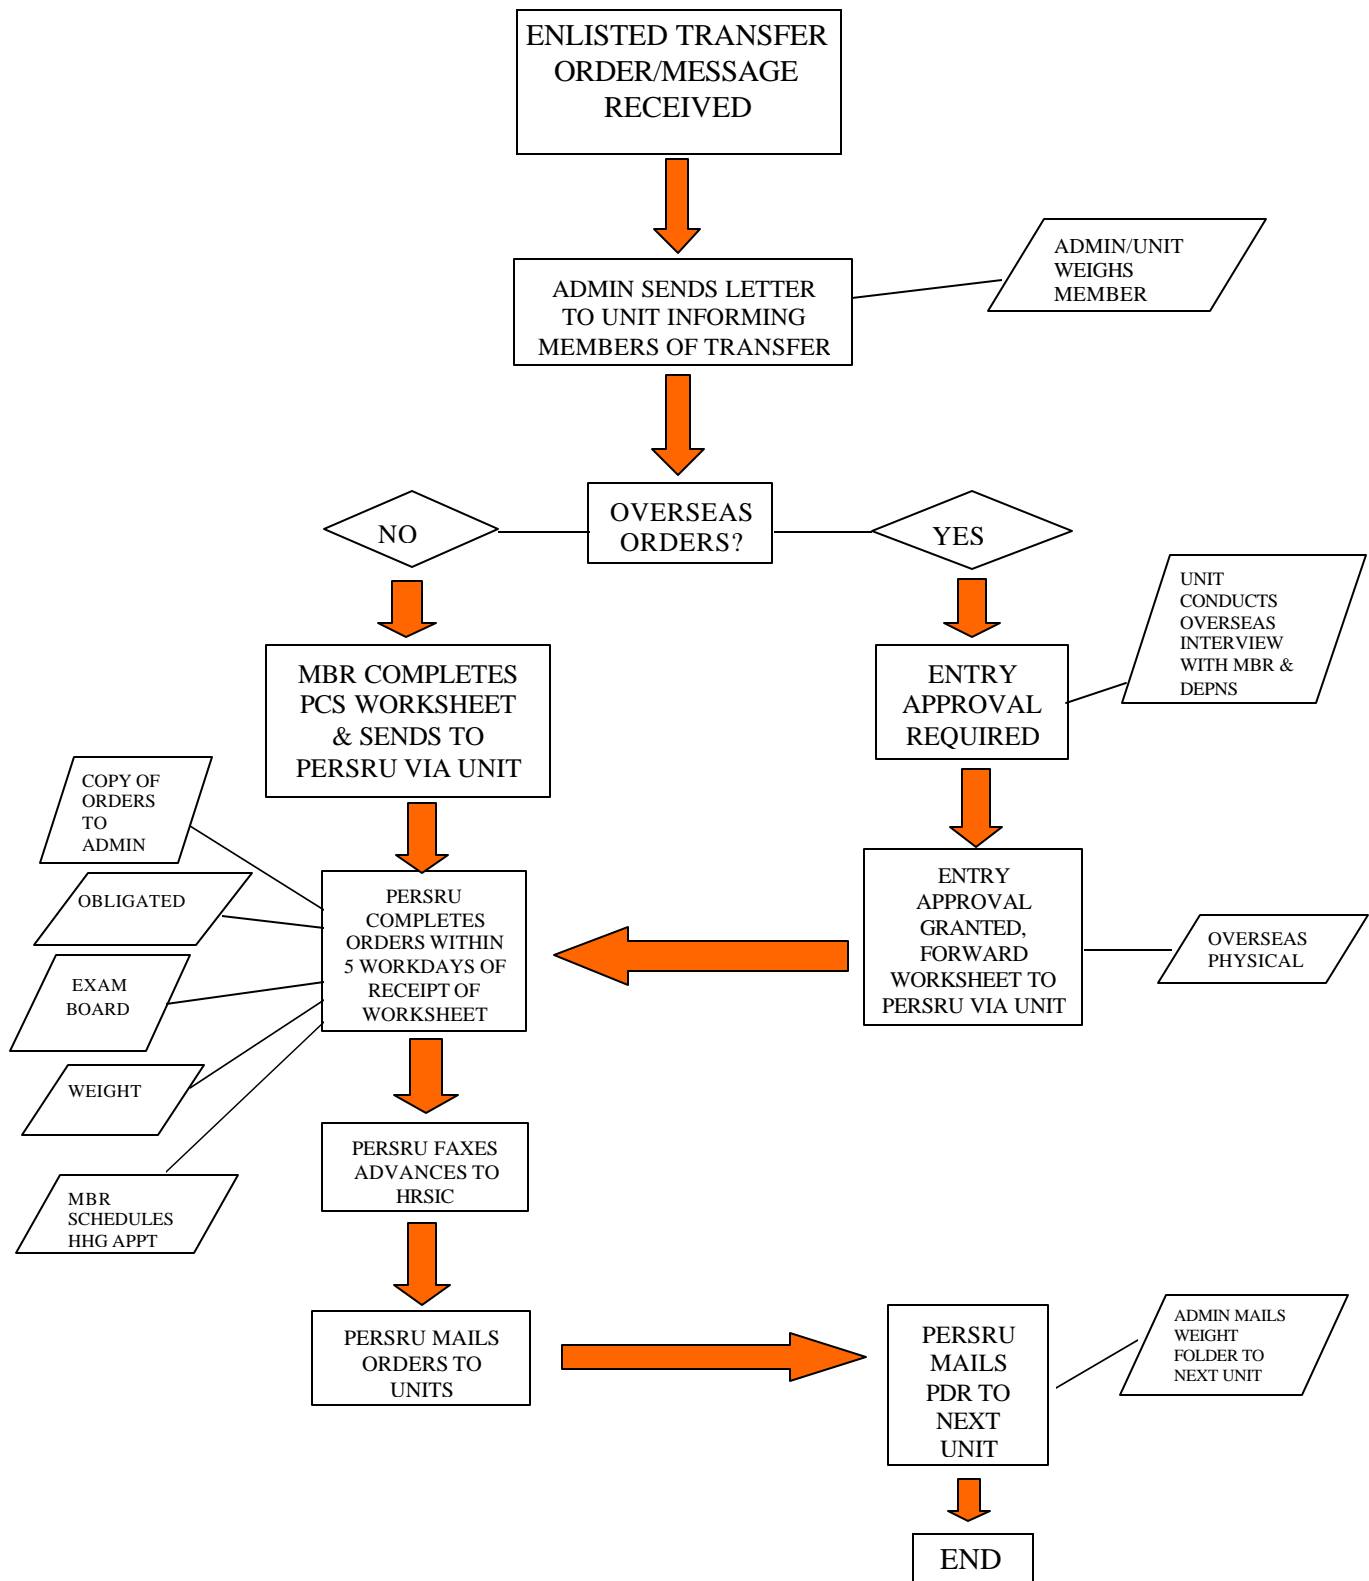 ENLISTED TRANSFER
ORDER/MESSAGE
RECEIVED
ADMIN/UNIT
WEIGHS
MEMBER
ADMIN SENDS LETTER
TO UNIT INFORMING
MEMBERS OF TRANSFER
NO
OVERSEAS
ORDERS?
YES
UNIT
CONDUCTS
OVERSEAS
INTERVIEW
WITH MBR &
DEPNS
MBR COMPLETES
PCS WORKSHEET
& SENDS TO
PERSRU VIA UNIT
ENTRY
APPROVAL
REQUIRED
COPY OF
ORDERS
TO
ADMIN
OBLIGATED
EXAM
BOARD
WEIGHT
MBR
SCHEDULES
HHG APPT
PERSRU
COMPLETES
ORDERS WITHIN
5 WORKDAYS OF
RECEIPT OF
WORKSHEET
ENTRY
APPROVAL
GRANTED,
FORWARD
WORKSHEET TO
PERSRU VIA UNIT
OVERSEAS
PHYSICAL
PERSRU FAXES
ADVANCES TO
HRSIC
PERSRU MAILS
ORDERS TO
UNITS
PERSRU
MAILS
PDR TO
NEXT
UNIT
ADMIN MAILS
WEIGHT
FOLDER TO
NEXT UNIT
END